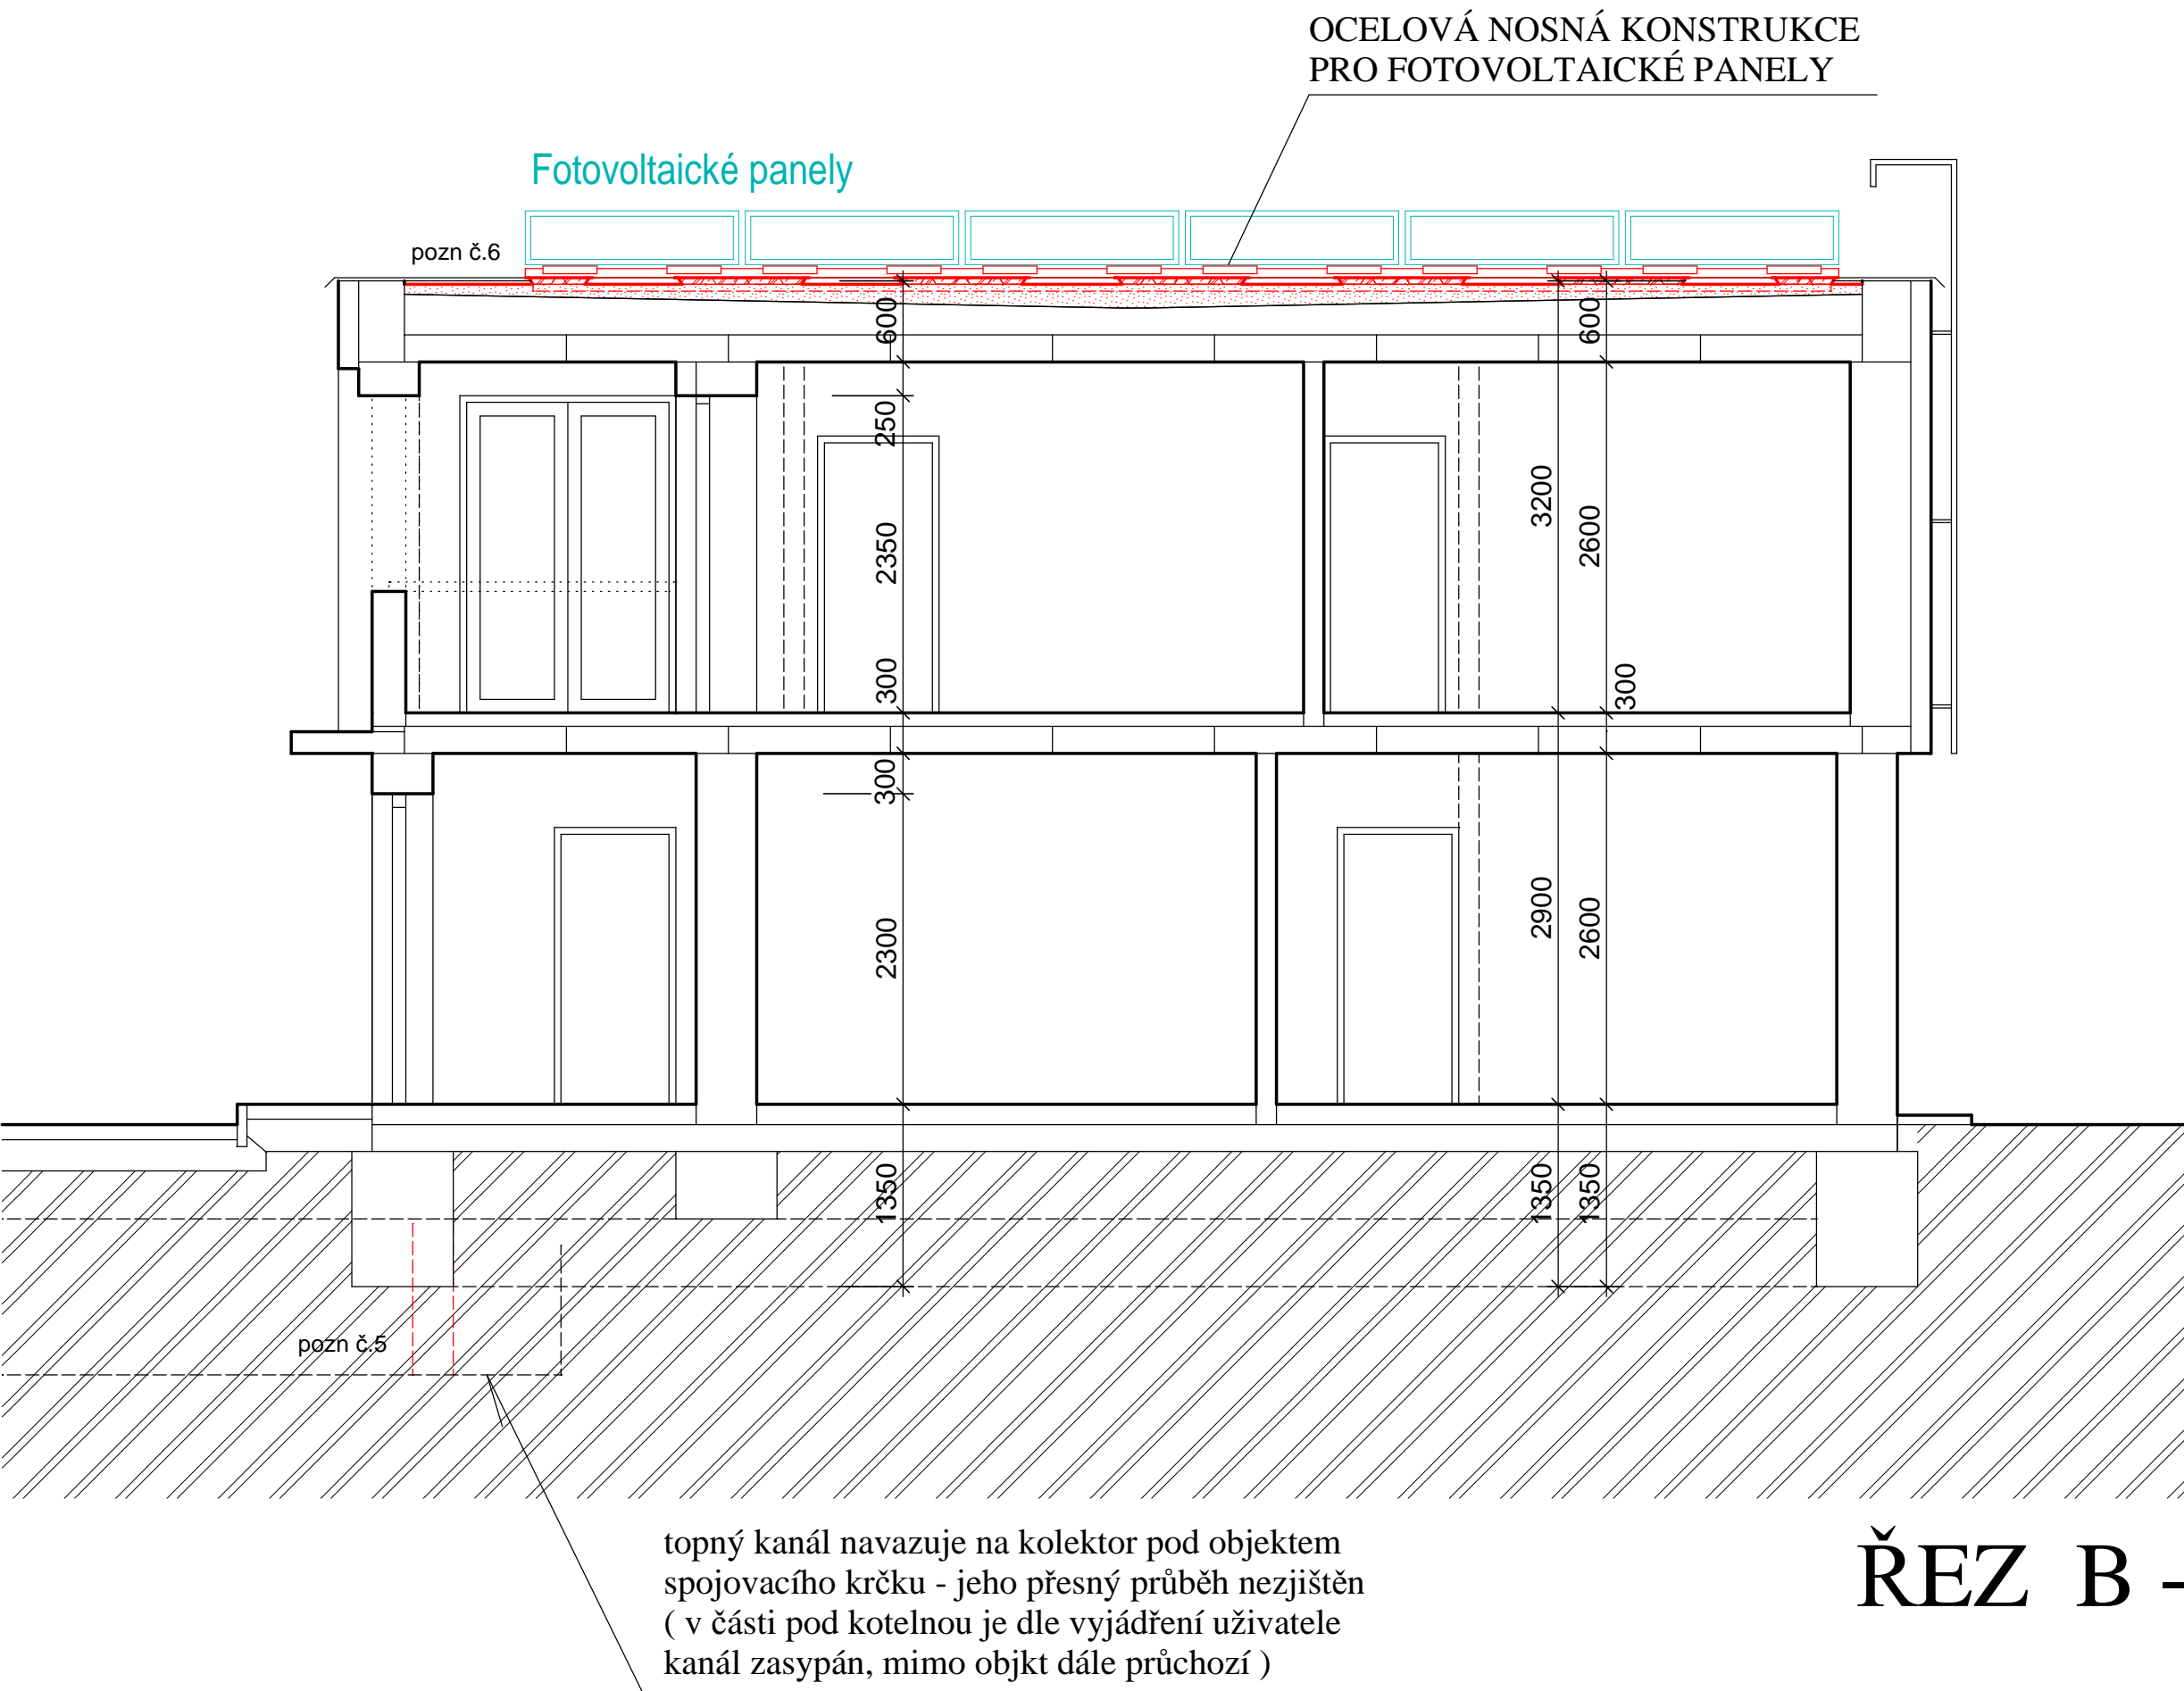 OCELOVÁ NOSNÁ KONSTRUKCE
PRO FOTOVOLTAICKÉ PANELY
Fotovoltaické panely
pozn č.6
600
600
250
3200
2350
2600
300
300
300
2900
2300
2600
1350
1350
1350
pozn č.5
topný kanál navazuje na kolektor pod objektem
spojovacího krčku - jeho přesný průběh nezjištěn
( v části pod kotelnou je dle vyjádření uživatele
kanál zasypán, mimo objkt dále průchozí )
ŘEZ B -